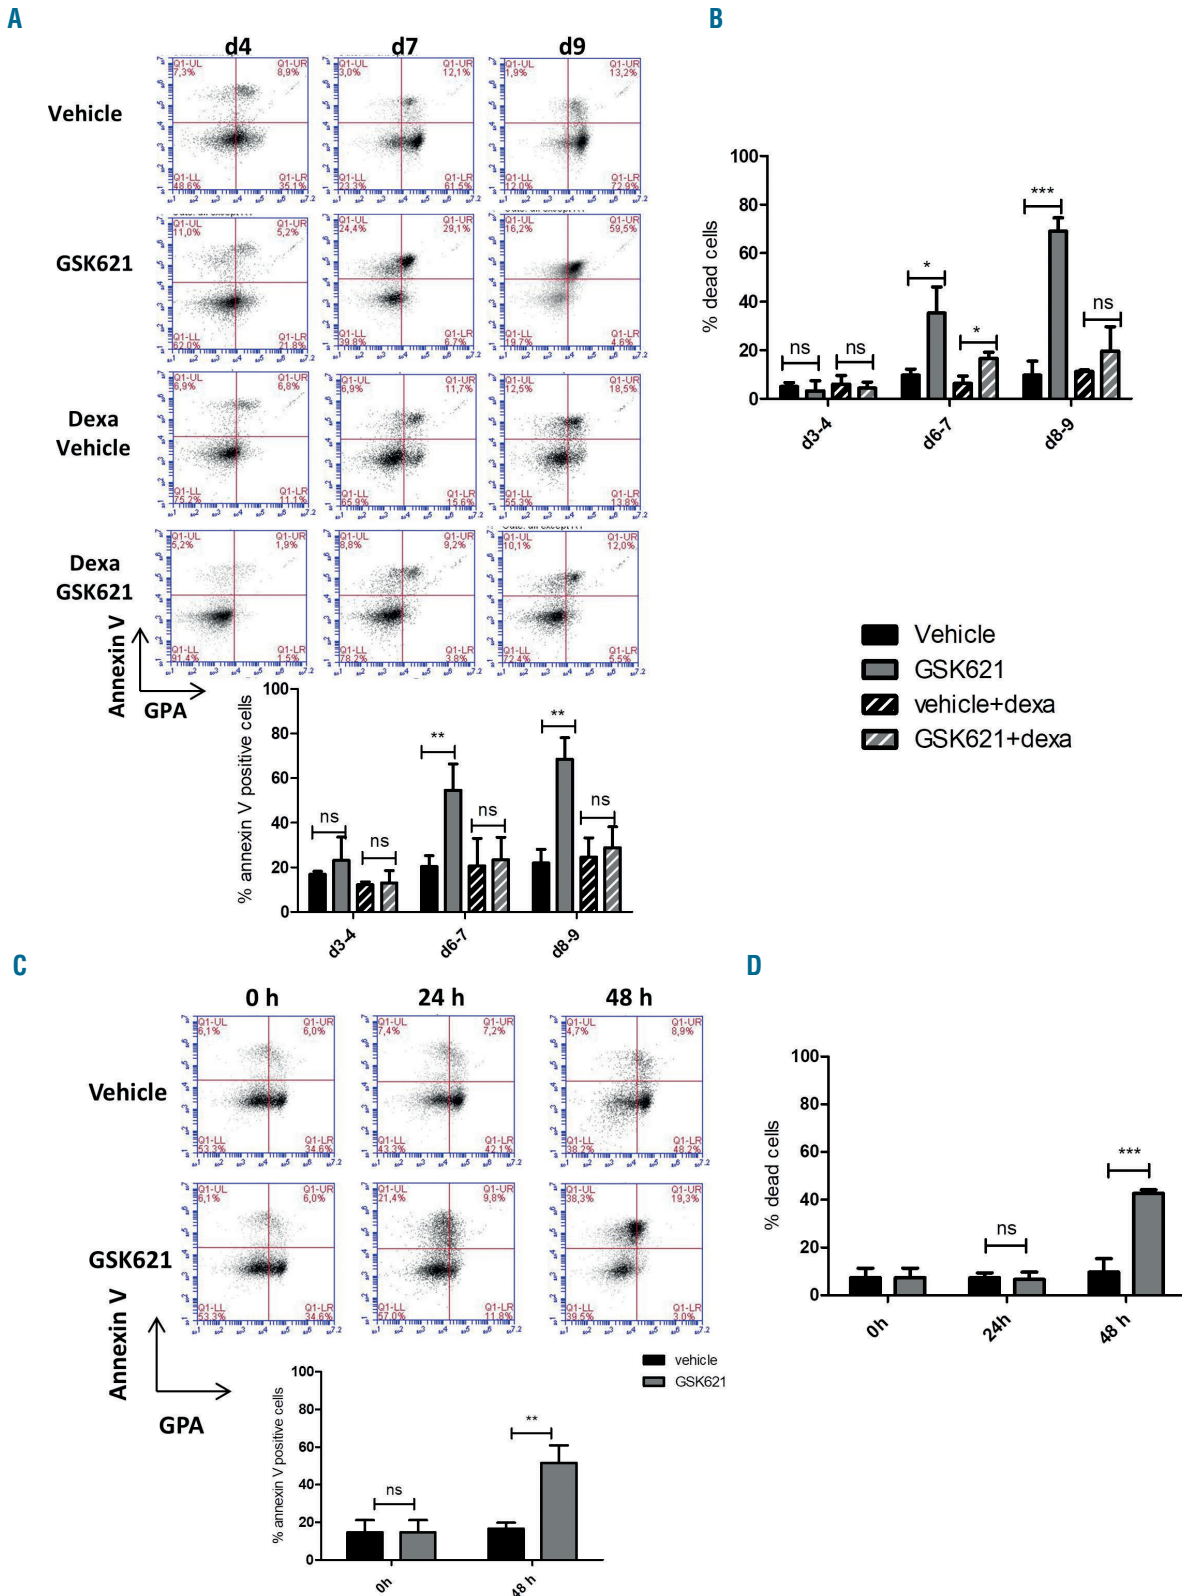 A
B
d4
d7
d9
Vehicle
Q1-UL
7,3%
Q1-UR
8,9%
Q1-LL
48,6%
Q1-LR
35,1%
Q1-UL
3,0%
Q1-UR
12,1%
Q1-LL
23,3%
Q1-LR
61,5%
Q1-UL
1,9%
Q1-UR
13,2%
Q1-LL
12,0%
Q1-LR
72,9%
GSK621
Q1-UL
11,0%
Q1-UR
5,2%
Q1-LL
62,0%
Q1-LR
21,8%
Q1-UL
24,4%
Q1-UR
29,1%
Q1-LL
39,8%
Q1-LR
6,7%
Q1-UL
16,2%
Q1-UR
59,5%
Q1-LL
19,7%
Q1-LR
4,6%
Dexa
Vehicle
Q1-UL
6,9%
Q1-UR
6,8%
Q1-LL
75,2%
Q1-LR
11,1%
Q1-UL
6,9%
Q1-UR
11,7%
Q1-LL
65,9%
Q1-LR
15,6%
Q1-UL
12,5%
Q1-UR
18,5%
Q1-LL
55,3%
Q1-LR
13,8%
Dexa
GSK621
Q1-UL
5,2%
Q1-UR
1,9%
Q1-LL
91,4%
Q1-LR
1,5%
Q1-UL
8,8%
Q1-UR
9,2%
Q1-LL
78,2%
Q1-LR
3,8%
Q1-UL
10,1%
Q1-UR
12,0%
Q1-LL
72,4%
Q1-LR
5,5%
Annexin V
GPA
% annexin V positive cells
100
80
60
40
20
0
ns
ns
**
ns
**
ns
d3-4
d6-7
d8-9
% dead cells
100
80
60
40
20
0
ns
ns
*
*
***
ns
d3-4
d6-7
d8-9
Vehicle
GSK621
vehicle+dexa
GSK621+dexa
C
D
0 h
24 h
48 h
Vehicle
Q1-UL
6,1%
Q1-UR
6,0%
Q1-LL
53,3%
Q1-LR
34,6%
Q1-UL
7,4%
Q1-UR
7,2%
Q1-LL
43,3%
Q1-LR
42,1%
Q1-UL
4,7%
Q1-UR
8,9%
Q1-LL
38,2%
Q1-LR
48,2%
GSK621
Q1-UL
6,1%
Q1-UR
6,0%
Q1-LL
53,3%
Q1-LR
34,6%
Q1-UL
21,4%
Q1-UR
9,8%
Q1-LL
57,0%
Q1-LR
11,8%
Q1-UL
38,3%
Q1-UR
19,3%
Q1-LL
39,5%
Q1-LR
3,0%
Annexin V
GPA
vehicle
GSK621
% annexin V positive cells
100
80
60
40
20
0
ns
**
0h
48 h
% dead cells
100
80
60
40
20
0
ns
***
0h
24h
48 h